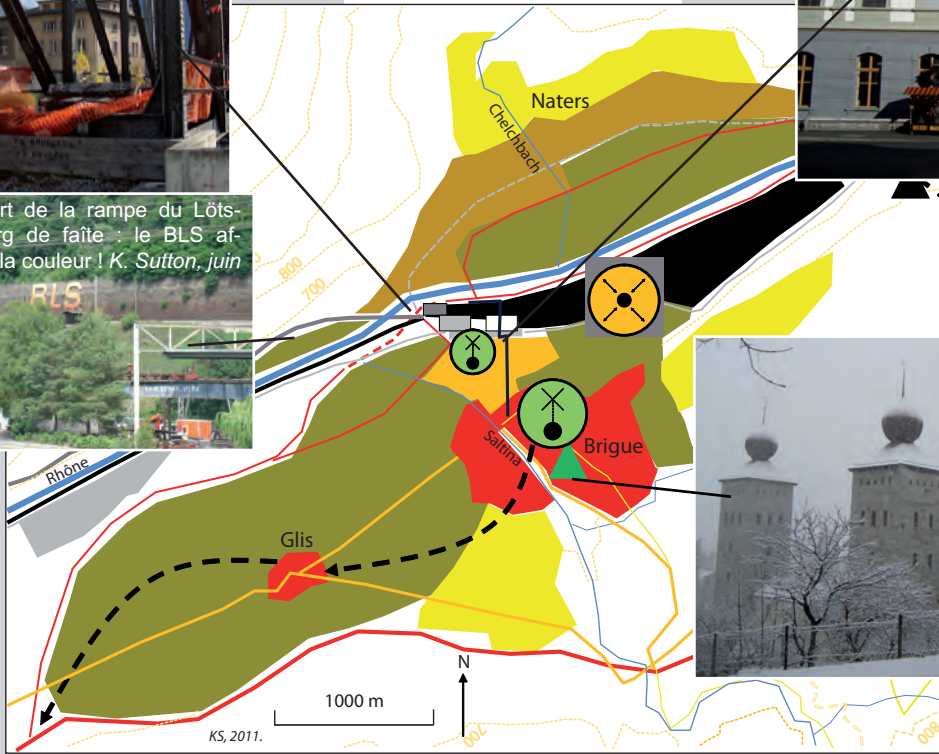 Naters
Chelchbach
rt de la rampe du Löts-
rg de faîte : le BLS af-
la couleur ! K. Sutton, juin
800
700
BLS
Rhône
Saltina
Brigue
Glis
N
1000 m
KS, 2011.
700
800